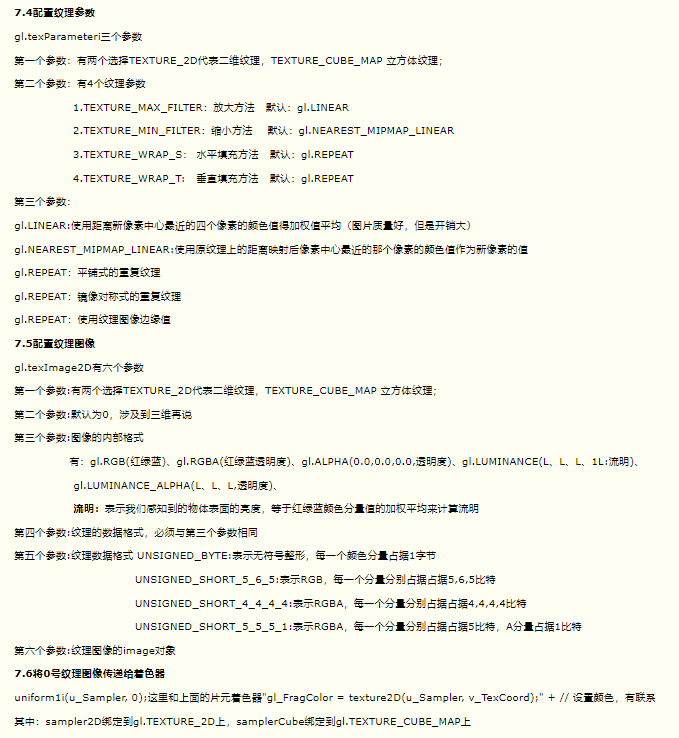 7.4配置纹理参数
gl.texParameteri三个参数
第一个参数：有两个选择TEXTURE_2D代表二维纹理，TEXTURE_CUBE_MAP 立方体纹理；
第二个参数：有4个纹理参数
1.TEXTURE_MAX_FILTER：放大方法 默认：gl.LINEAR
2.TEXTURE_MIN_FILTER：缩小方法 默认：gl.NEAREST_MIPMAP_LINEAR
3.TEXTURE_WRAP_S： 水平填充方法 默认：gl.REPEAT
4.TEXTURE_WRAP_T： 垂直填充方法 默认：gl.REPEAT
第三个参数：
gl.LINEAR:使用距离新像素中心最近的四个像素的颜色值得加权值平均（图片质量好，但是开销大）
gl.NEAREST_MIPMAP_LINEAR:使用原纹理上的距离映射后像素中心最近的那个像素的颜色值作为新像素的值
gl.REPEAT：平铺式的重复纹理
gl.REPEAT：镜像对称式的重复纹理
gl.REPEAT：使用纹理图像边缘值
7.5配置纹理图像
gl.texImage2D有六个参数
第一个参数:有两个选择TEXTURE_2D代表二维纹理，TEXTURE_CUBE_MAP 立方体纹理；
第二个参数:默认为0，涉及到三维再说
第三个参数:图像的内部格式
有：gl.RGB(红绿蓝)、gl.RGBA(红绿蓝透明度)、gl.ALPHA(0.0,0.0,0.0,透明度)、gl.LUMINANCE(L、L、L、1L:流明)、
gl.LUMINANCE_ALPHA(L、L、L,透明度)、
流明：表示我们感知到的物体表面的亮度，等于红绿蓝颜色分量值的加权平均来计算流明
第四个参数:纹理的数据格式，必须与第三个参数相同
第五个参数:纹理数据格式 UNSIGNED_BYTE:表示无符号整形，每一个颜色分量占据1字节
UNSIGNED_SHORT_5_6_5:表示RGB，每一个分量分别占据占据5,6,5比特
UNSIGNED_SHORT_4_4_4_4:表示RGBA，每一个分量分别占据占据4,4,4,4比特
UNSIGNED_SHORT_5_5_5_1:表示RGBA，每一个分量分别占据占据5比特，A分量占据1比特
第六个参数:纹理图像的image对象
7.6将0号纹理图像传递给着色器
uniform1i(u_Sampler, 0);这里和上面的片元着色器"gl_FragColor = texture2D(u_Sampler, v_TexCoord);" + // 设置颜色，有联系
其中：sampler2D绑定到gl.TEXTURE_2D上，samplerCube绑定到gl.TEXTURE_CUBE_MAP上